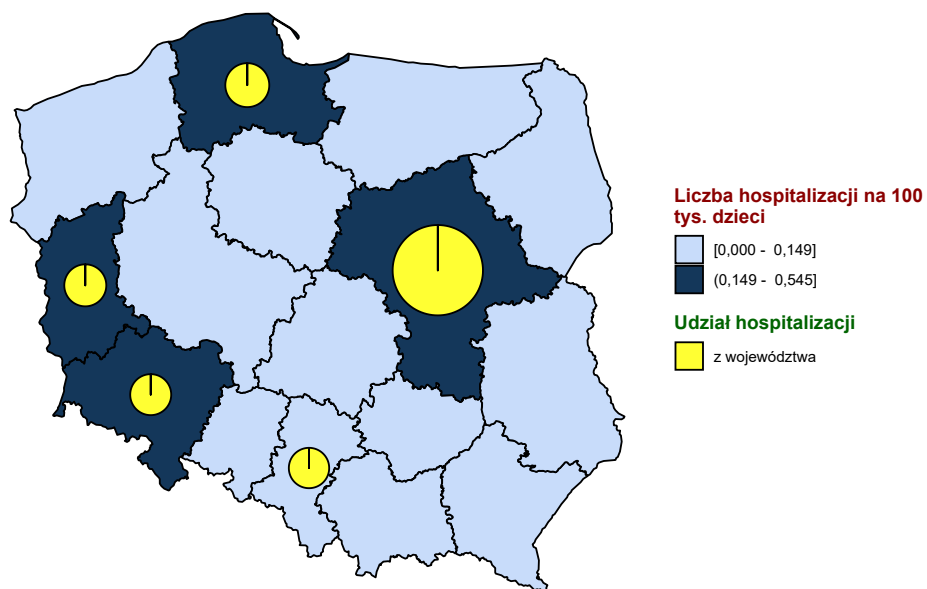 Liczba hospitalizacji na 100
tys. dzieci
[0,000 - 0,149]
(0,149 - 0,545]
Udział hospitalizacji
z województwa